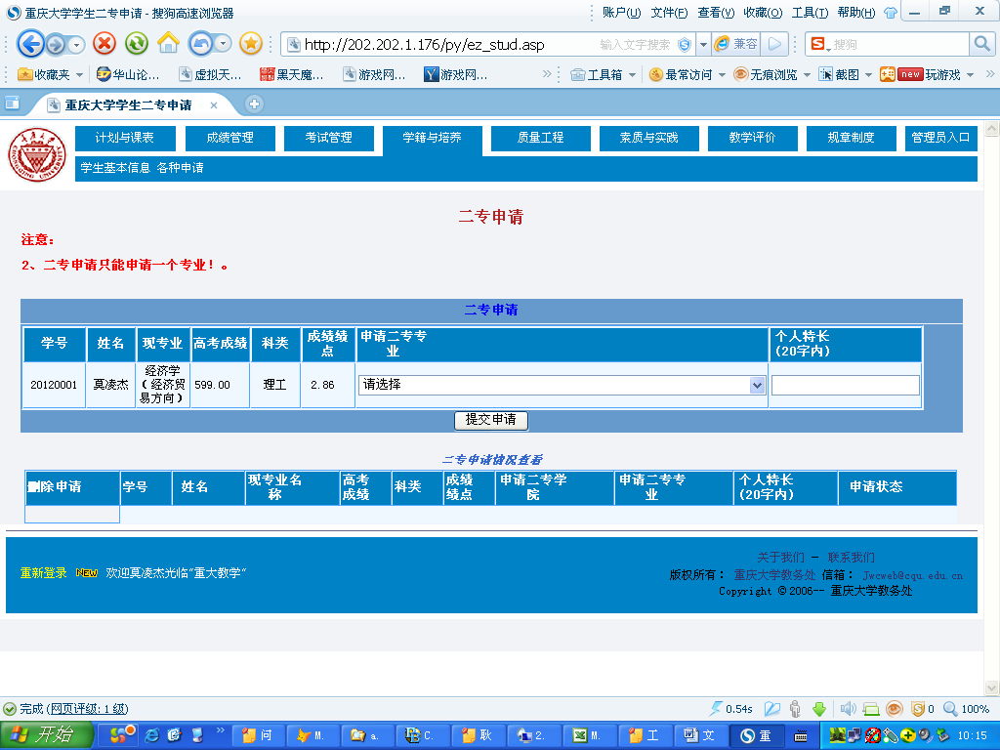 重庆大学学生二专申请 - 搜狗高速浏览器 账户(U) 文件(F) 查看(V) 收藏(O) 工具(T) 帮助(H)
http://202.202.1.176/py/ez_stud.asp 输入文字搜索 兼容 搜狗
收藏夹 华山论... 虚拟天... 黑天魔... 游戏网... 游戏网... 工具箱 最常访问 无痕浏览 截图 new 玩游戏
重庆大学学生二专申请
计划与课表 成绩管理 考试管理 学籍与培养 质量工程 素质与实践 教学评价 规章制度 管理员入口
学生基本信息 各种申请
二专申请
注意：
2、二专申请只能申请一个专业！。
二专申请
学号 姓名 现专业 高考成绩 科类 成绩绩 申请二专专 个人特长
点 业 (20字内)
20120001 莫凌杰 经济学 599.00 理工 2.86 请选择
（经济贸
易方向）
提交申请
二专申请情况查看
删除申请 学号 姓名 现专业名 高考 科类 成绩 申请二专学 申请二专专 个人特长 申请状态
称 成绩 绩点 院 业 (20字内)
关于我们 — 联系我们
重新登录 NEW 欢迎莫凌杰光临"重大教学"
版权所有： 重庆大学教务处 信箱： Jwcweb@cqu.edu.cn
Copyright ©2006-- 重庆大学教务处
完成 (网页评级: 1 级) 0.54s 0 100%
开始 问 M. a. C. 耿 2. M. 工 文 重 10:15